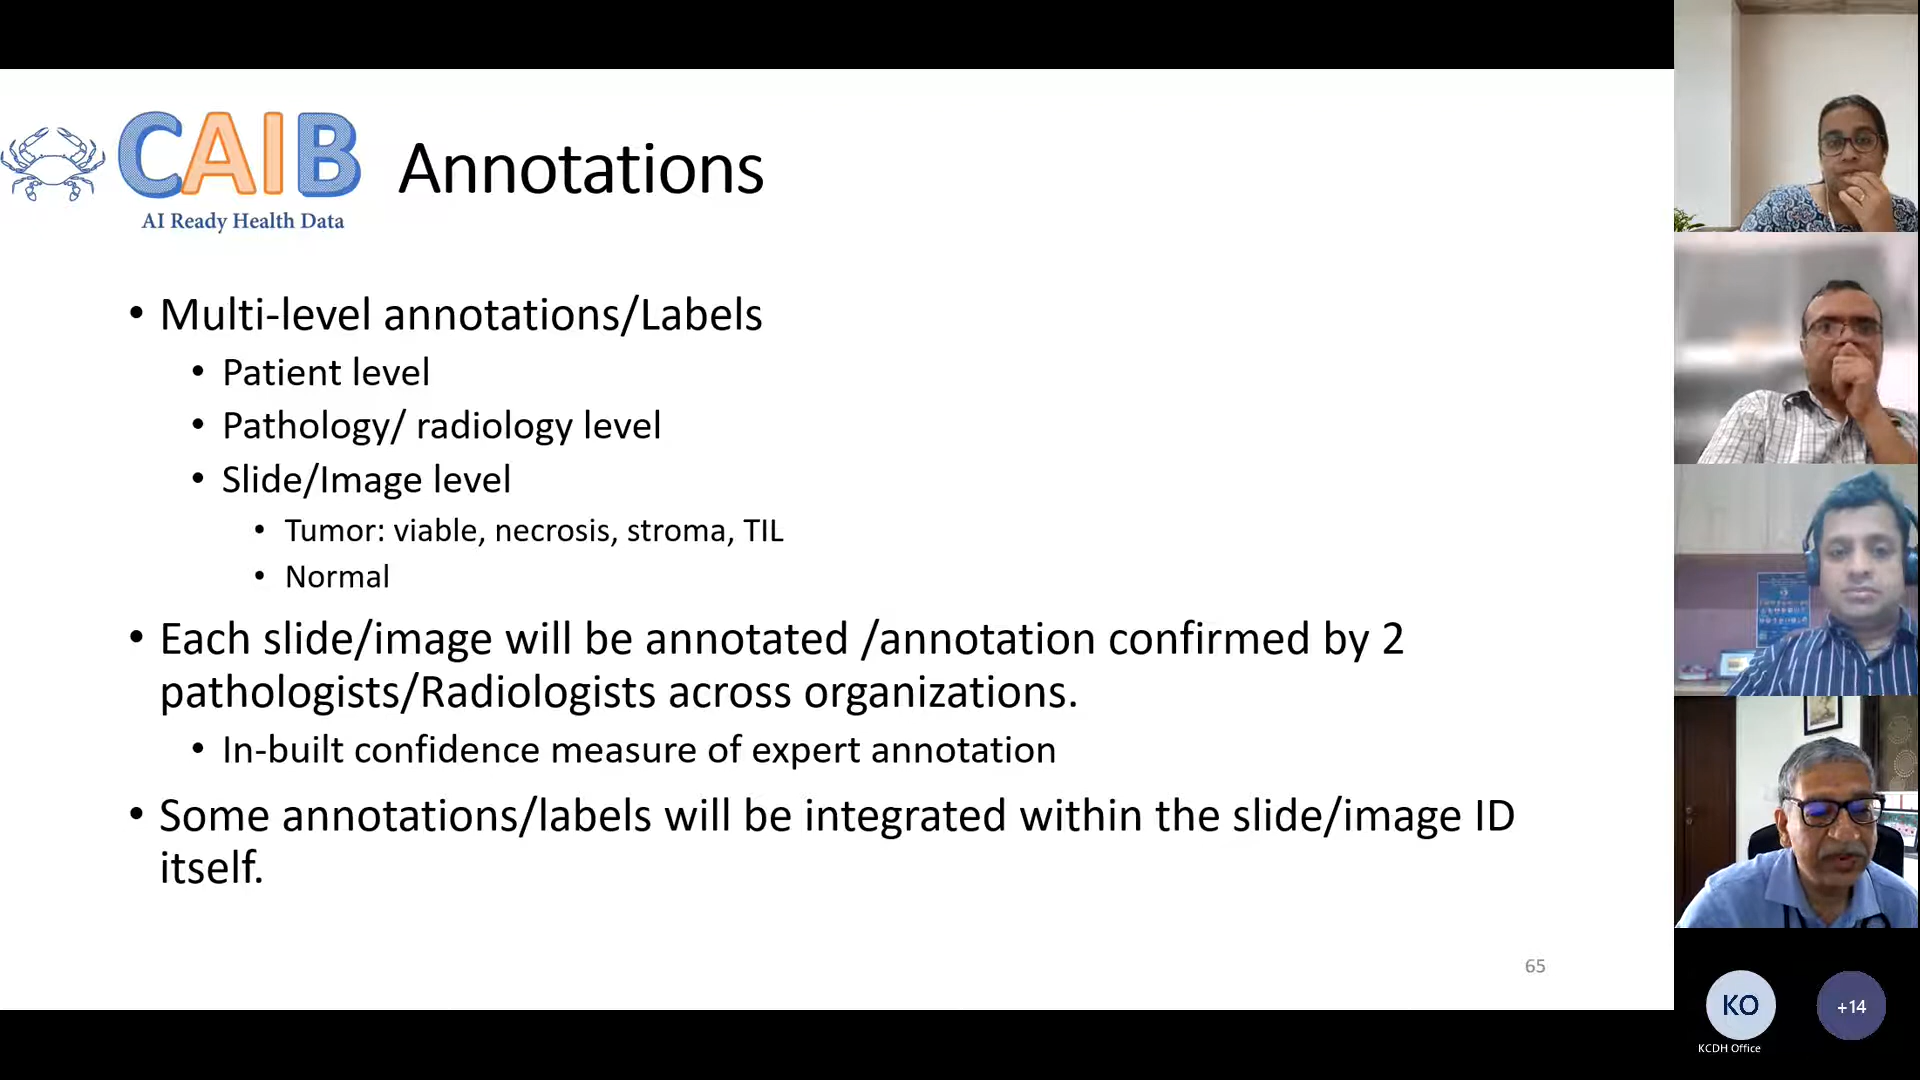 CAIB
AI Ready Health Data
Annotations
• Multi-level annotations/Labels
• Patient level
• Pathology/ radiology level
• Slide/Image level
• Tumor: viable, necrosis, stroma, TIL
• Normal
• Each slide/image will be annotated /annotation confirmed by 2
pathologists/Radiologists across organizations.
• In-built confidence measure of expert annotation
• Some annotations/labels will be integrated within the slide/image ID
itself.
65
KO
+14
KCDH Office